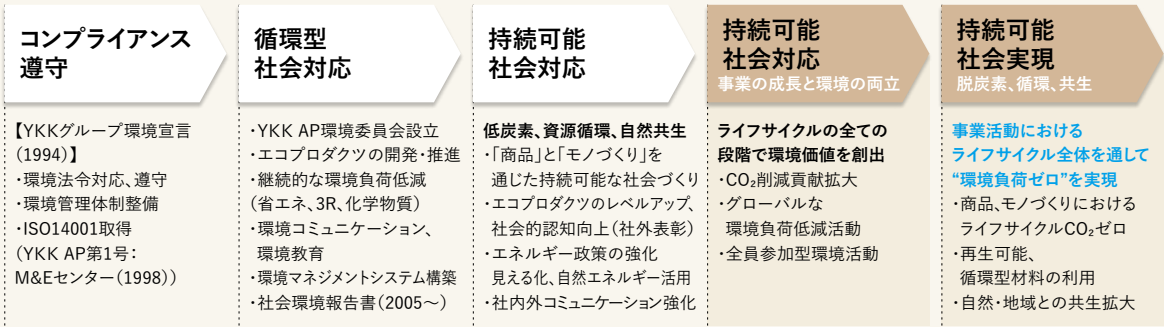 コンプライアンス
遵守
【YKKグループ環境宣言
(1994)】
・環境法令対応、遵守
・環境管理体制整備
・ISO14001取得
(YKK AP第1号:
M&Eセンター(1998))
循環型
社会対応
・YKK AP環境委員会設立
・エコプロダクツの開発・推進
・継続的な環境負荷低減
(省エネ、3R、化学物質)
・環境コミュニケーション、
環境教育
・環境マネジメントシステム構築
・社会環境報告書(2005〜)
持続可能
社会対応
低炭素、資源循環、自然共生
・「商品」と「モノづくり」を
通じた持続可能な社会づくり
・エコプロダクツのレベルアップ、
社会的認知向上(社外表彰)
・エネルギー政策の強化
見える化、自然エネルギー活用
・社内外コミュニケーション強化
持続可能
社会対応
事業の成長と環境の両立
ライフサイクルの全ての
段階で環境価値を創出
・CO₂削減貢献拡大
・グローバルな
環境負荷低減活動
・全員参加型環境活動
持続可能
社会実現
脱炭素、循環、共生
事業活動における
ライフサイクル全体を通して
“環境負荷ゼロ”を実現
・商品、モノづくりにおける
ライフサイクルCO₂ゼロ
・再生可能、
循環型材料の利用
・自然・地域との共生拡大